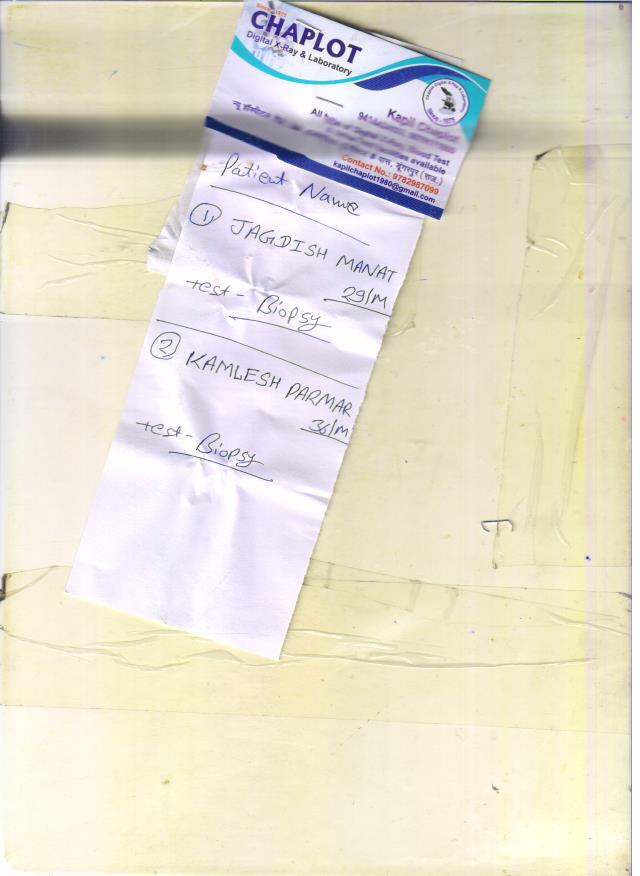 CHAPLOT
Digital X-Ray & Laboratory
Kapil Chaplot
available
Contact No.: 9782987099
kapilchaplot1980@gmail.com
Patient Name
① JAGDISH MANAT
29/M
test - Biopsy
② KAMLESH PARMAR
36/M
test - Biopsy